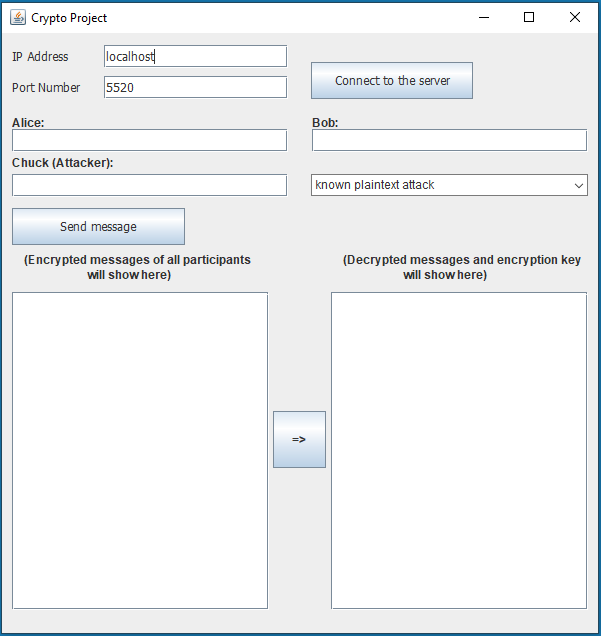 Crypto Project
IP Address
localhost
Port Number
5520
Connect to the server
Alice:
Bob:
Chuck (Attacker):
known plaintext attack
Send message
(Encrypted messages of all participants
will show here)
(Decrypted messages and encryption key
will show here)
=>